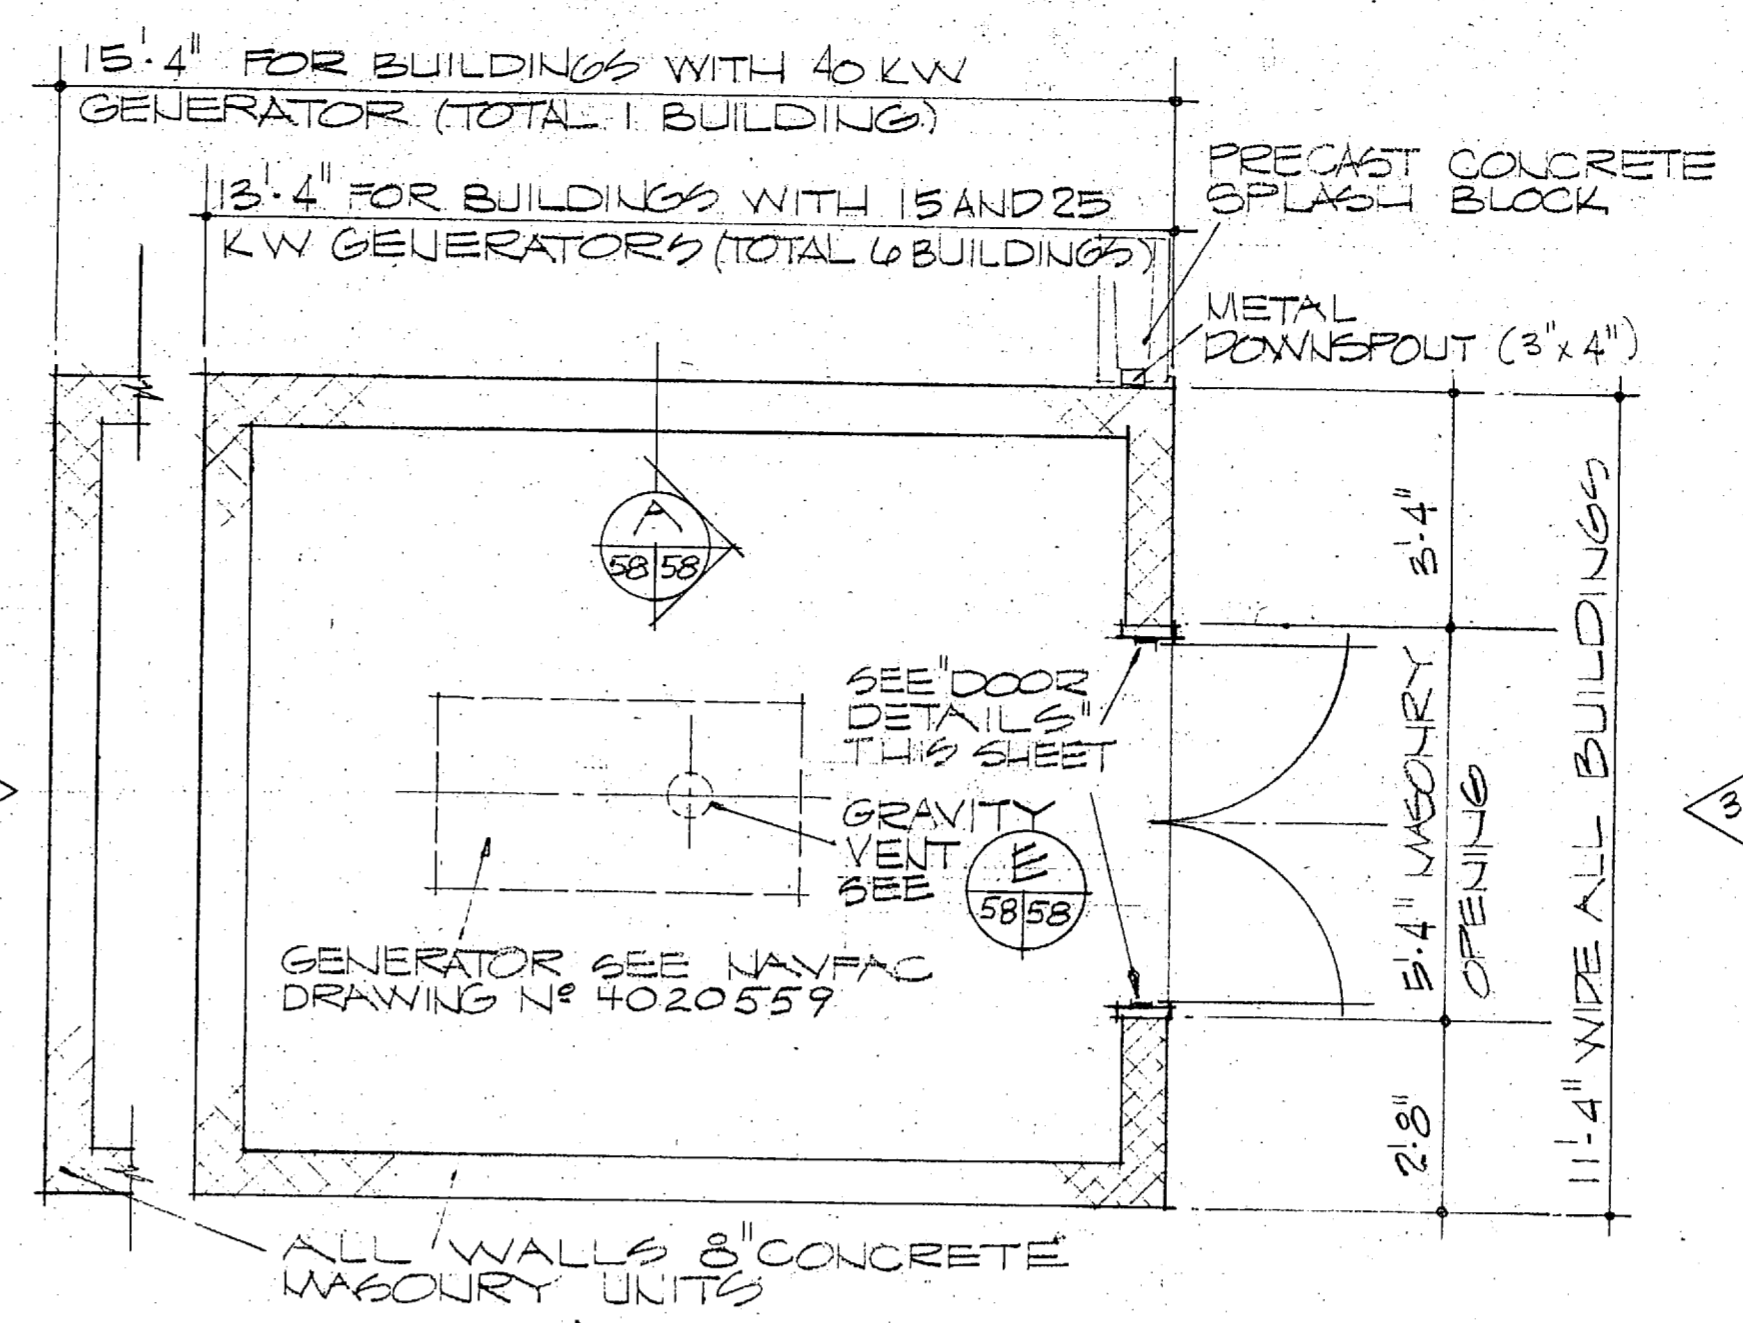 15'-4" FOR BUILDINGS WITH 40 KW
GENERATOR (TOTAL 1 BUILDING)
13'-4" FOR BUILDINGS WITH 15 AND 25
KW GENERATORS (TOTAL 6 BUILDINGS)
PRECAST CONCRETE
SPLASH BLOCK
METAL
DOWNSPOUT (3"x4")
A
58 58
3'-4"
SEE "DOOR
DETAILS"
THIS SHEET
GRAVITY
VENT
SEE
E
58 58
5'-4" MASONRY
OPENING
11'-4" WIDE ALL BUILDINGS
3
GENERATOR SEE NAVFAC
DRAWING Nº 4020559
2'-8"
ALL WALLS 8" CONCRETE
MASONRY UNITS